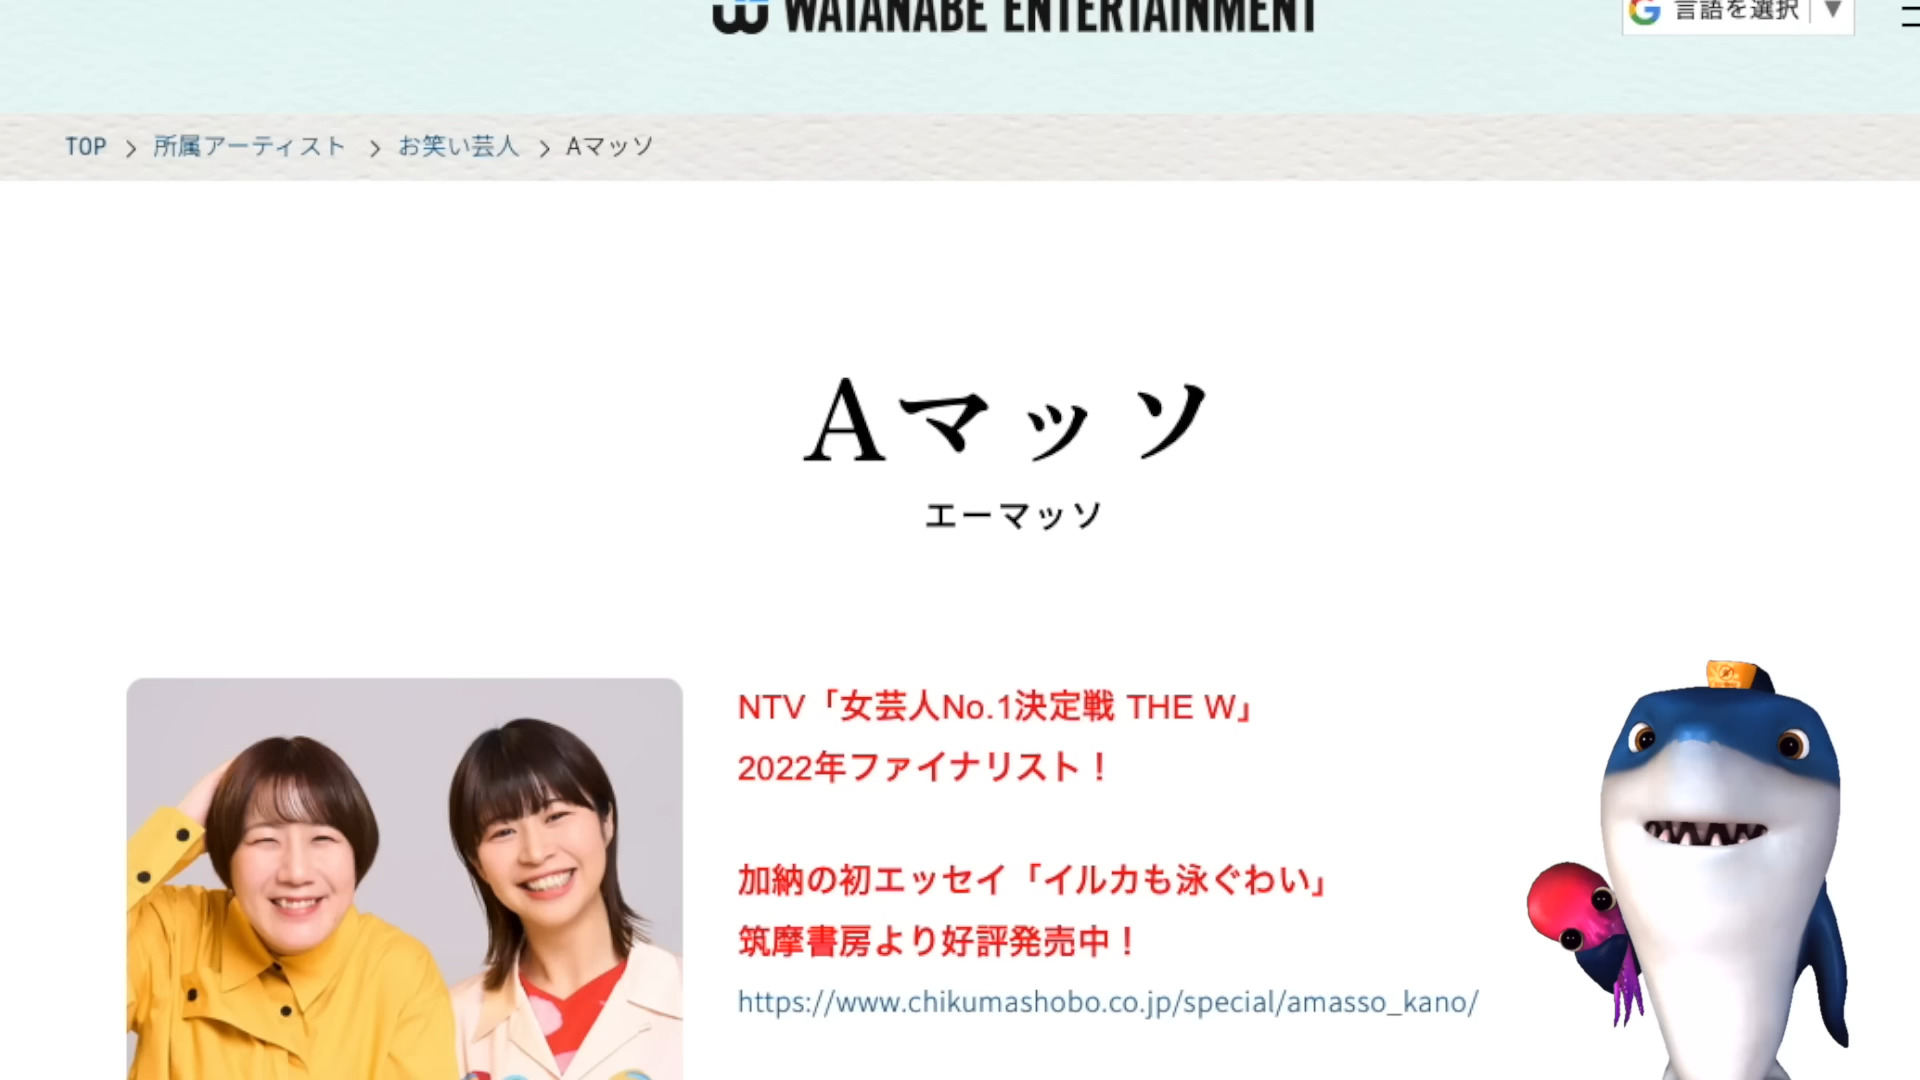 WATANABE ENTERTAINMENT
言語を選択
TOP > 所属アーティスト > お笑い芸人 > Aマッソ
Aマッソ
エーマッソ
NTV「女芸人No.1決定戦 THE W」
2022年ファイナリスト！
加納の初エッセイ「イルカも泳ぐわい」
筑摩書房より好評発売中！
https://www.chikumashobo.co.jp/special/amasso_kano/